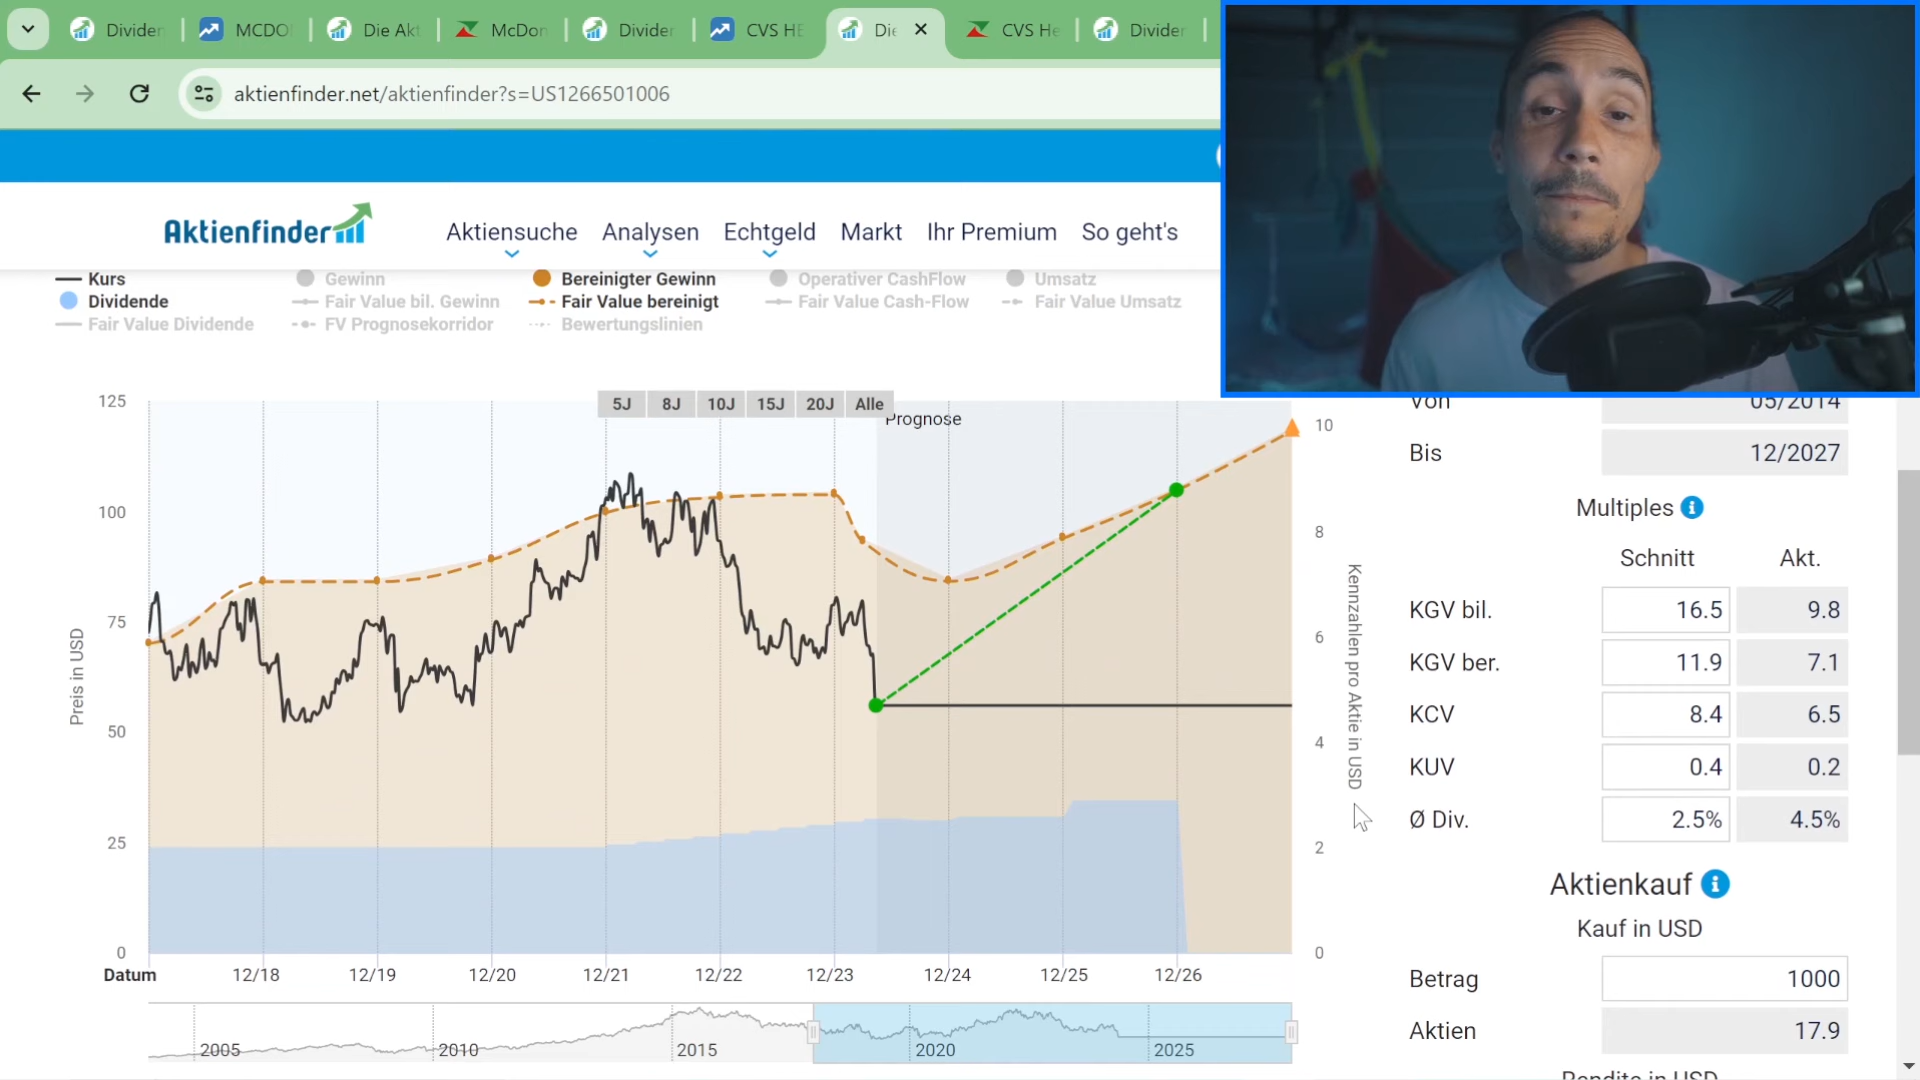 Divider
MCDO
Die Akt
McDon
Divider
CVS HE
Die
CVS He
Divider
aktienfinder.net/aktienfinder?s=US1266501006
Aktienfinder
Aktiensuche
Analysen
Echtgeld
Markt
Ihr Premium
So geht's
Kurs
Gewinn
Bereinigter Gewinn
Operativer CashFlow
Umsatz
Dividende
Fair Value bil. Gewinn
Fair Value bereinigt
Fair Value Cash-Flow
Fair Value Umsatz
Fair Value Dividende
FV Prognosekorridor
Bewertungslinien
5J
8J
10J
15J
20J
Alle
Prognose
125
100
75
50
25
0
Preis in USD
10
8
6
4
2
0
Kennzahlen pro Aktie in USD
Datum
12/18
12/19
12/20
12/21
12/22
12/23
12/24
12/25
12/26
2005
2010
2015
2020
2025
Von 05/2014
Bis 12/2027
Multiples
Schnitt Akt.
KGV bil. 16.5 9.8
KGV ber. 11.9 7.1
KCV 8.4 6.5
KUV 0.4 0.2
Ø Div. 2.5% 4.5%
Aktienkauf
Kauf in USD
Betrag 1000
Aktien 17.9
Rendite in USD